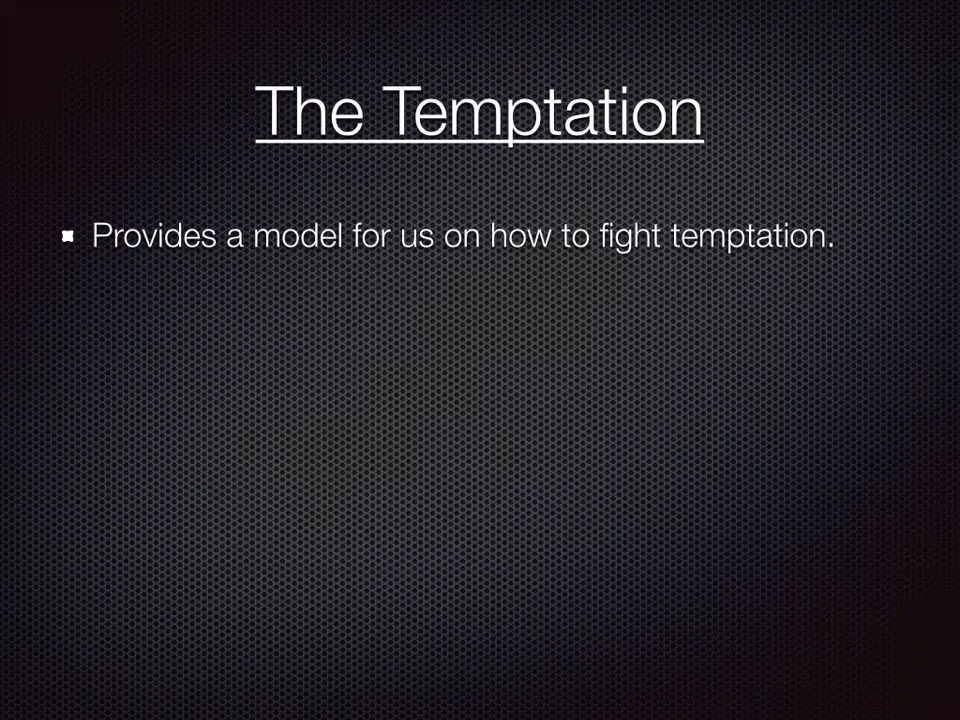 The Temptation
Provides a model for us on how to fight temptation.